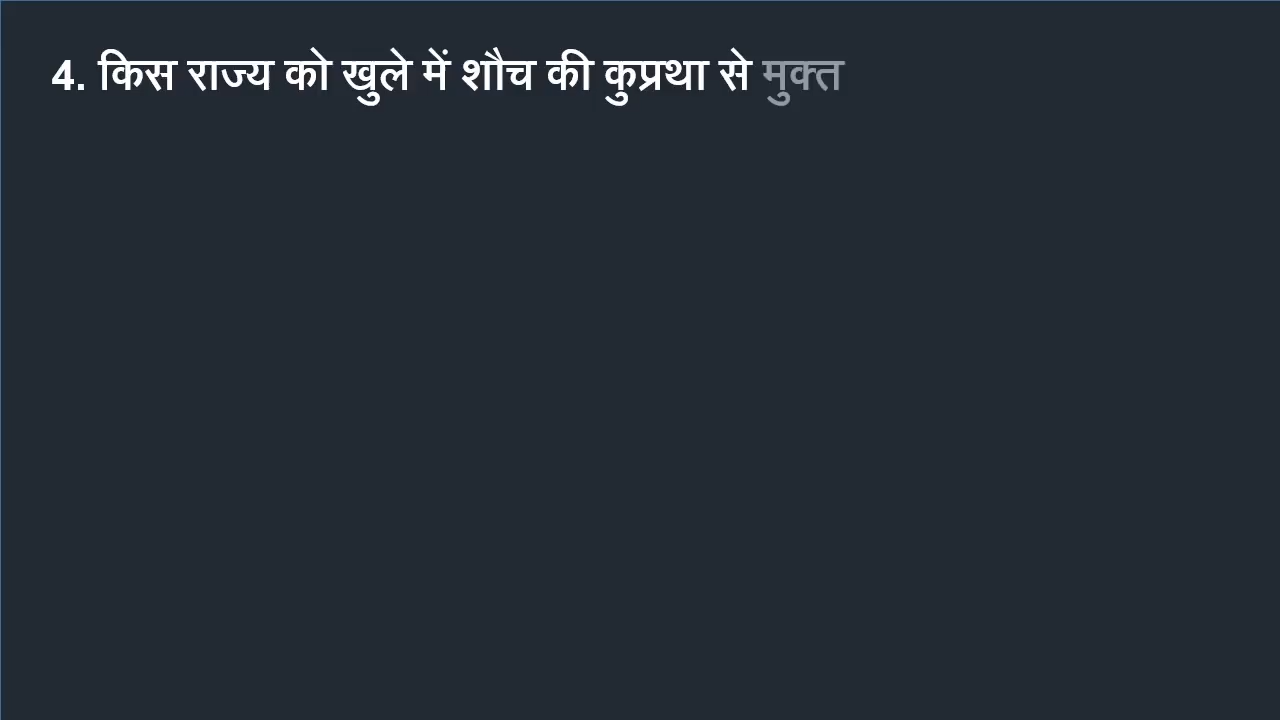 4. किस राज्य को खुले में शौच की कुप्रथा से मुक्त